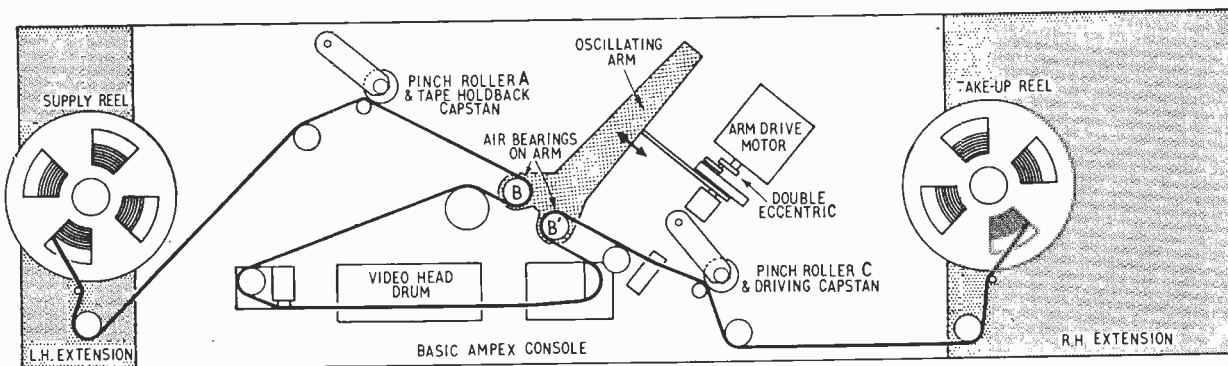 OSCILLATING
ARM
SUPPLY REEL
PINCH ROLLER A
& TAPE HOLDBACK
CAPSTAN
AIR BEARINGS
ON ARM
ARM DRIVE
MOTOR
TAKE-UP REEL
B
B'
DOUBLE
ECCENTRIC
VIDEO HEAD
DRUM
PINCH ROLLER C
& DRIVING CAPSTAN
L.H. EXTENSION
BASIC AMPEX CONSOLE
R.H. EXTENSION